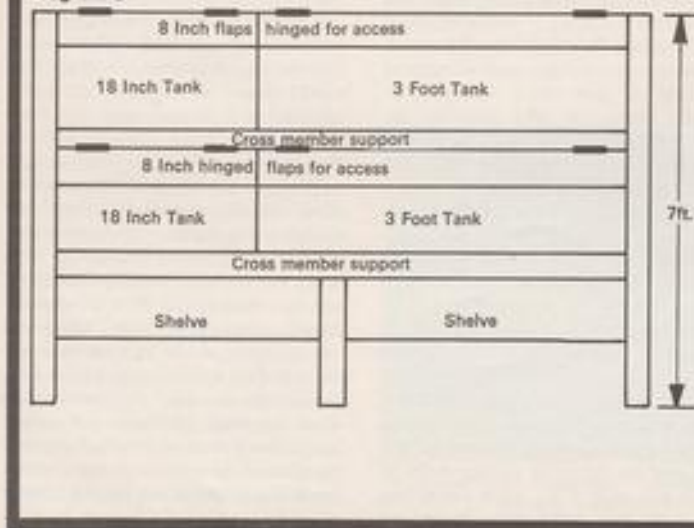 8 Inch flaps hinged for access
18 Inch Tank 3 Foot Tank
Cross member support
8 Inch hinged flaps for access
18 Inch Tank 3 Foot Tank
7ft.
Cross member support
Shelve Shelve